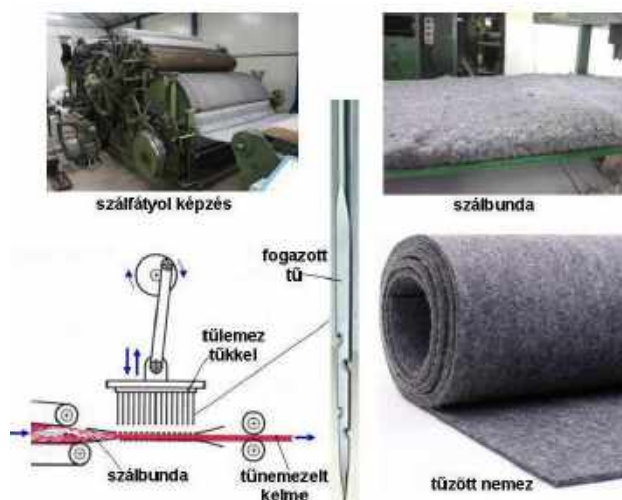 szálfátyol képzés
szálbunda
fogazott
tű
tűlemez
tűkkel
szálbunda
tűnemezelt
kelme
tűzött nemez